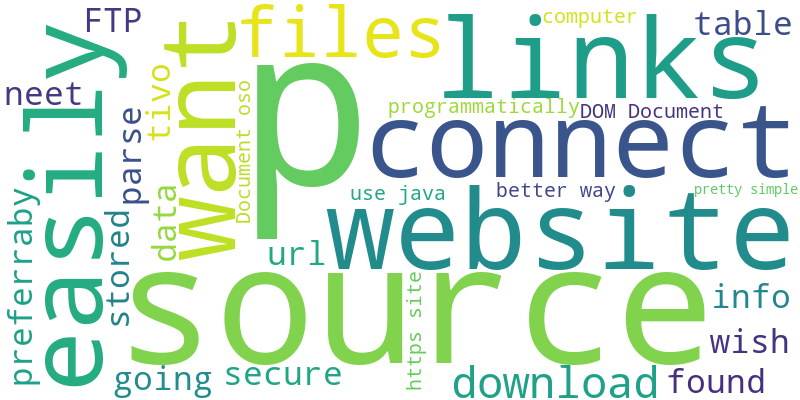 FTP
files
links
computer
table
neet
easily
want
tivo
p
programmatically
DOM Document
parse
Document oso
connect
preferraby
stored
data
use java
better way
pretty simple
website
url
source
https site
info
wish
going
secure
download
found